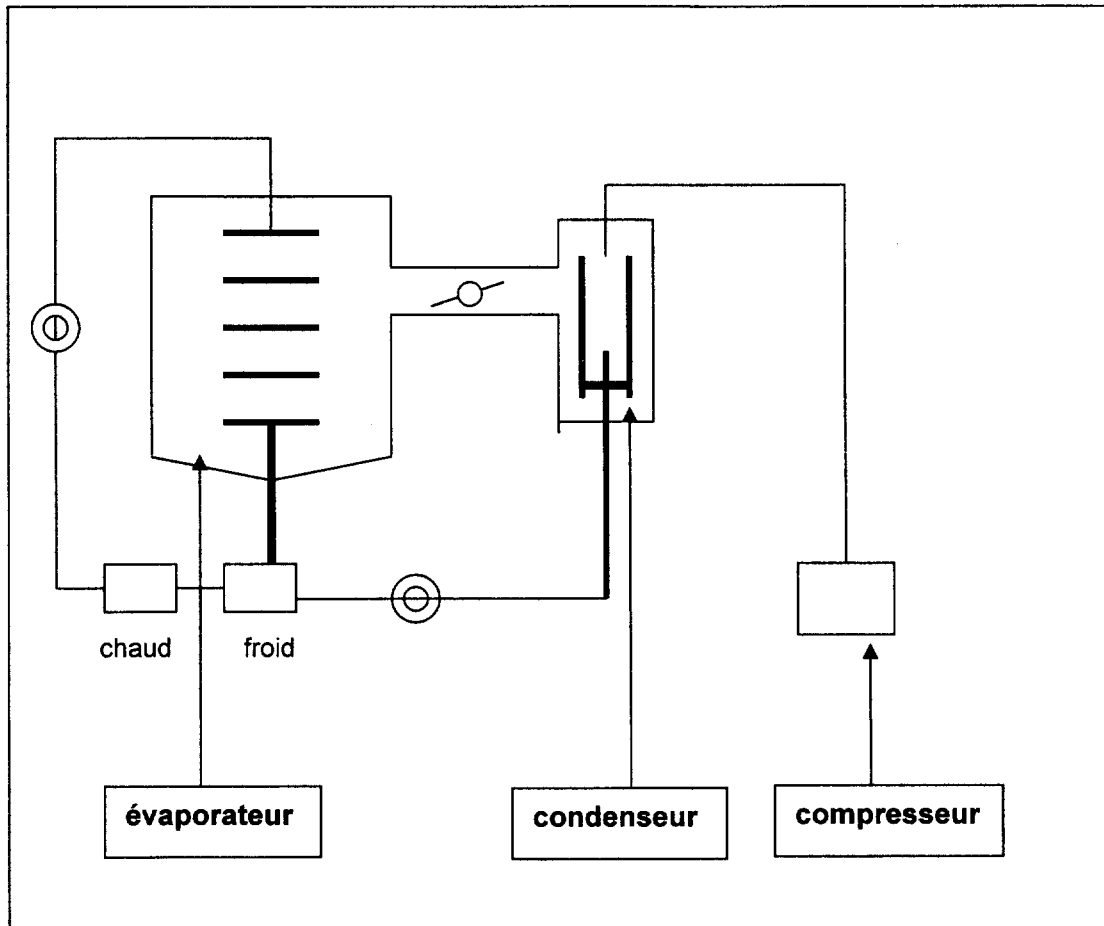 chaud
froid
évaporateur
condenseur
compresseur